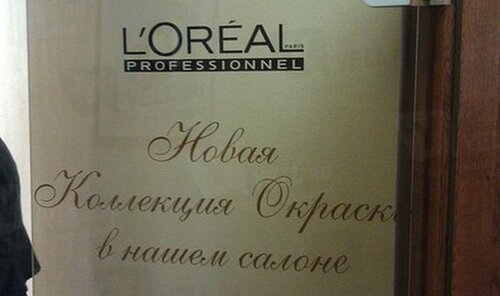 L'ORÉAL
PARIS
PROFESSIONNEL
Новая
Коллекция Окраски
в нашем салоне